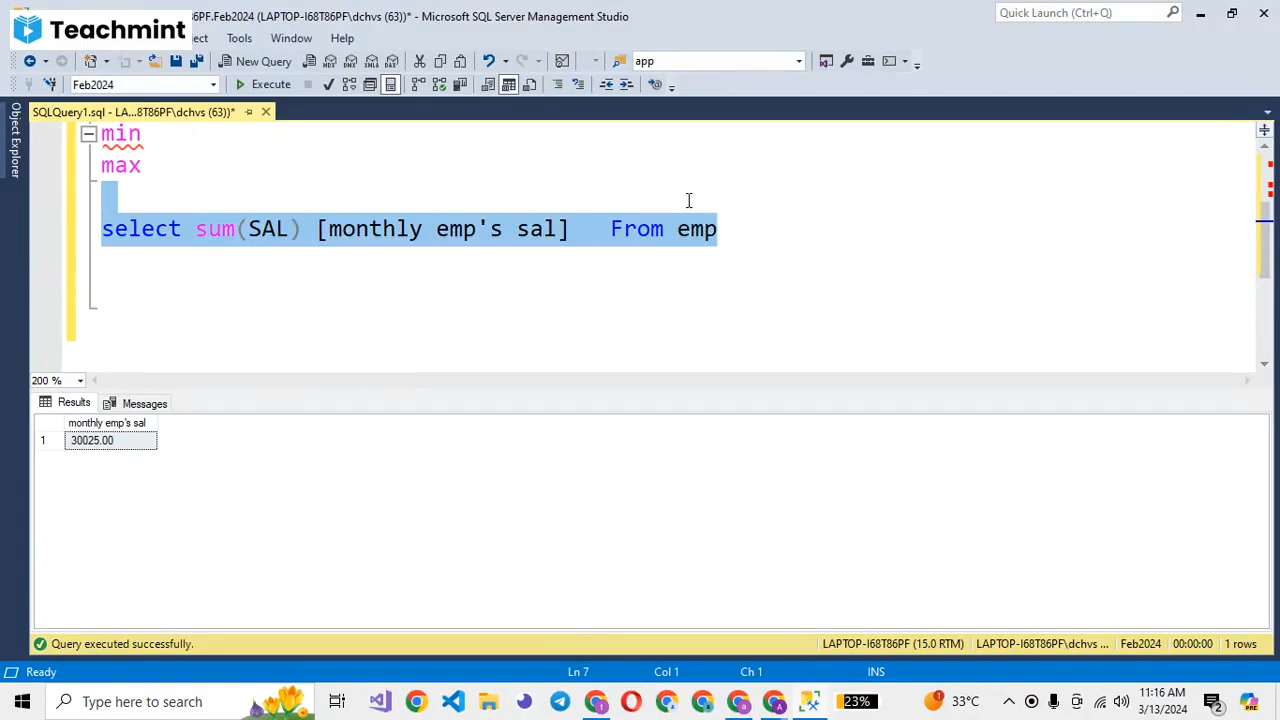 86PF.Feb2024 (LAPTOP-I68T86PF\dchvs (63))* - Microsoft SQL Server Management Studio
Quick Launch (Ctrl+Q)
Teachmint
Tools Window Help
New Query
app
Feb2024
Execute
SQLQuery1.sql - LA...8T86PF\dchvs (63))*
Object Explorer
min
max
select sum(SAL) [monthly emp's sal] From emp
200 %
Results Messages
monthly emp's sal
1 30025.00
Query executed successfully.
LAPTOP-I68T86PF (15.0 RTM) LAPTOP-I68T86PF\dchvs ... Feb2024 00:00:00 1 rows
Ready Ln 7 Col 1 Ch 1 INS
Type here to search
23%
33°C
11:16 AM
3/13/2024
2